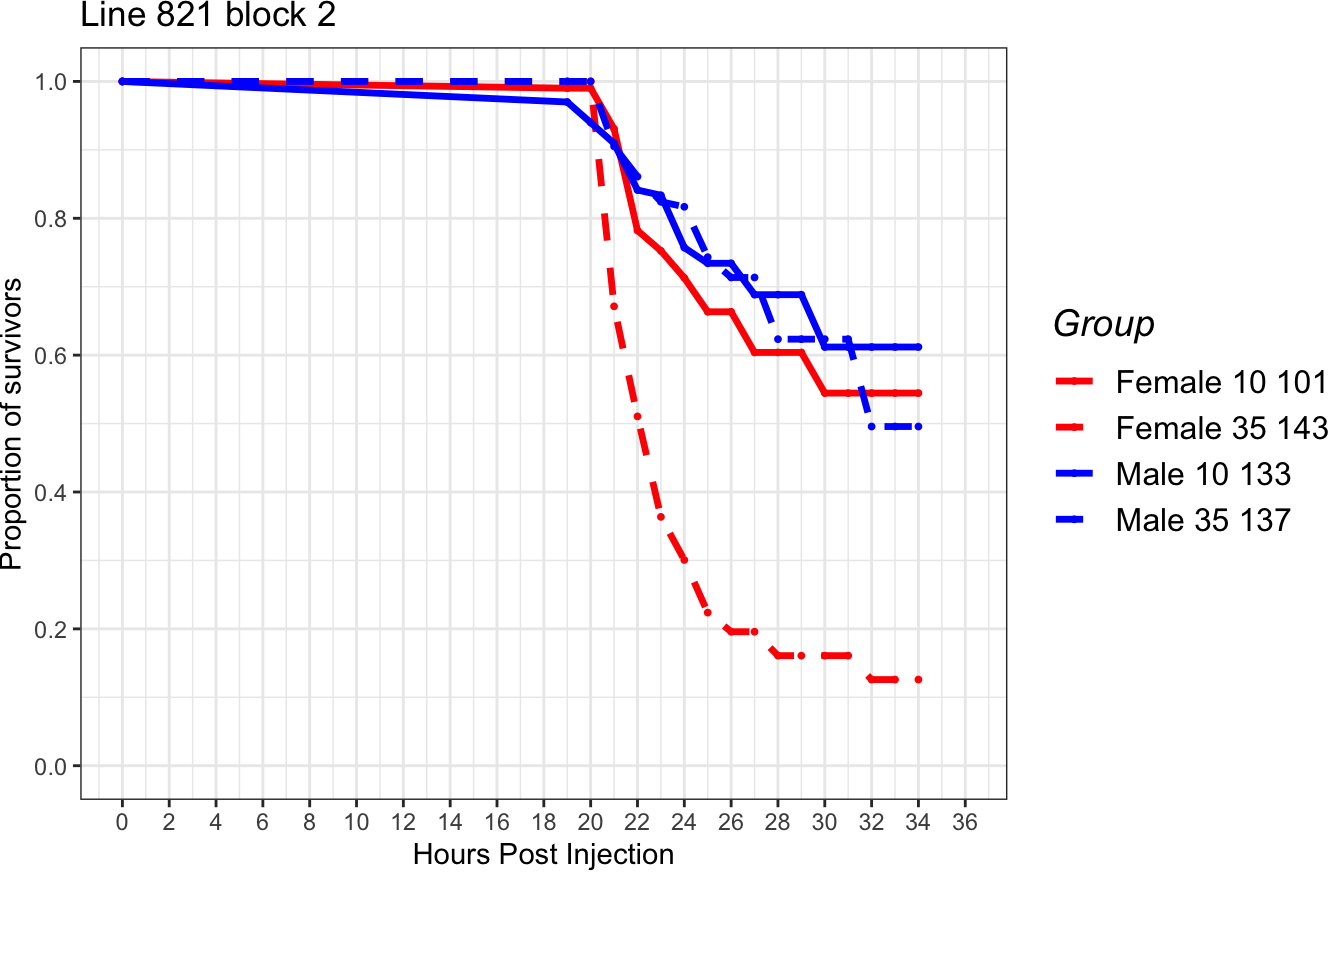 Line 821 block 2
Proportion of survivors
1.0
0.8
0.6
0.4
0.2
0.0
0 2 4 6 8 10 12 14 16 18 20 22 24 26 28 30 32 34 36
Hours Post Injection
Group
Female 10 101
Female 35 143
Male 10 133
Male 35 137